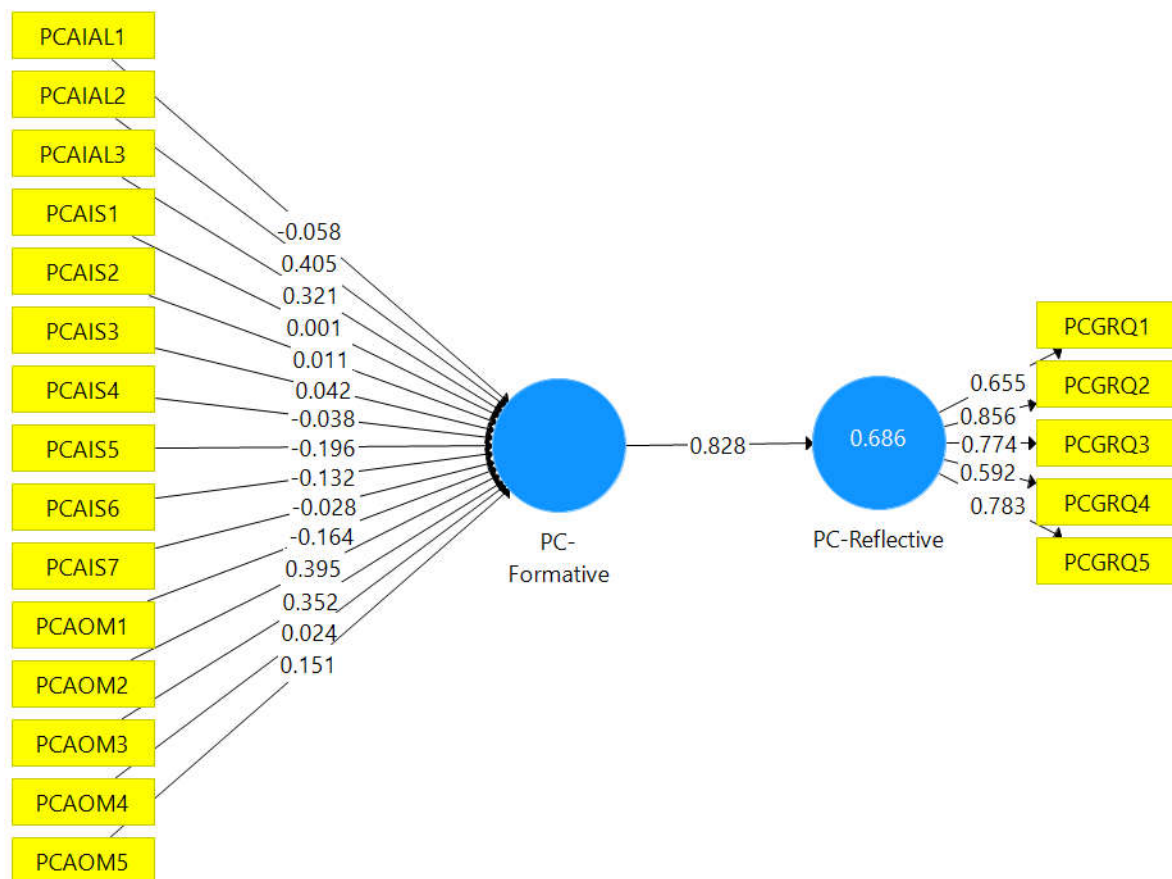 PCAIAL1
PCAIAL2
PCAIAL3
PCAIS1
PCAIS2
PCAIS3
PCAIS4
PCAIS5
PCAIS6
PCAIS7
PCAOM1
PCAOM2
PCAOM3
PCAOM4
PCAOM5
-0.058
0.405
0.321
0.001
0.011
0.042
-0.038
-0.196
-0.132
-0.028
-0.164
0.395
0.352
0.024
0.151
PC-
Formative
0.828
0.686
PC-Reflective
0.655
0.856
0.774
0.592
0.783
PCGRQ1
PCGRQ2
PCGRQ3
PCGRQ4
PCGRQ5